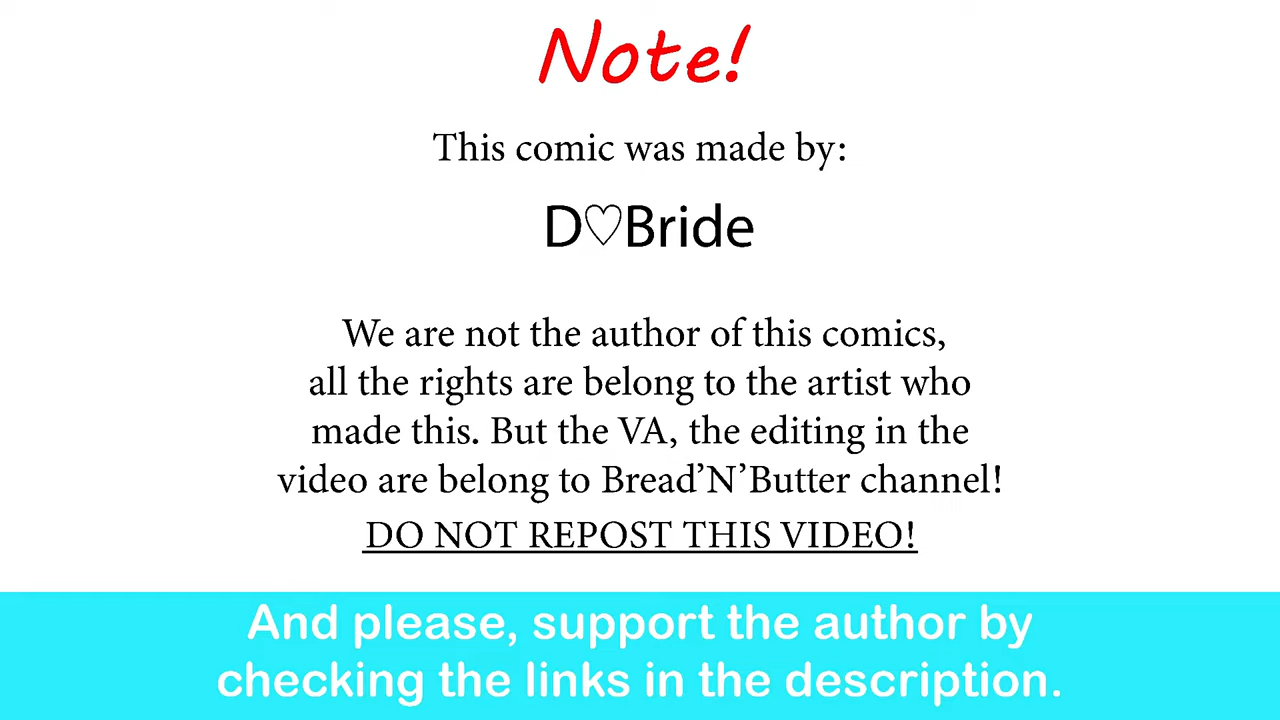 Note!
This comic was made by:
D♡Bride
We are not the author of this comics,
all the rights are belong to the artist who
made this. But the VA, the editing in the
video are belong to Bread’N’Butter channel!
DO NOT REPOST THIS VIDEO!
And please, support the author by
checking the links in the description.